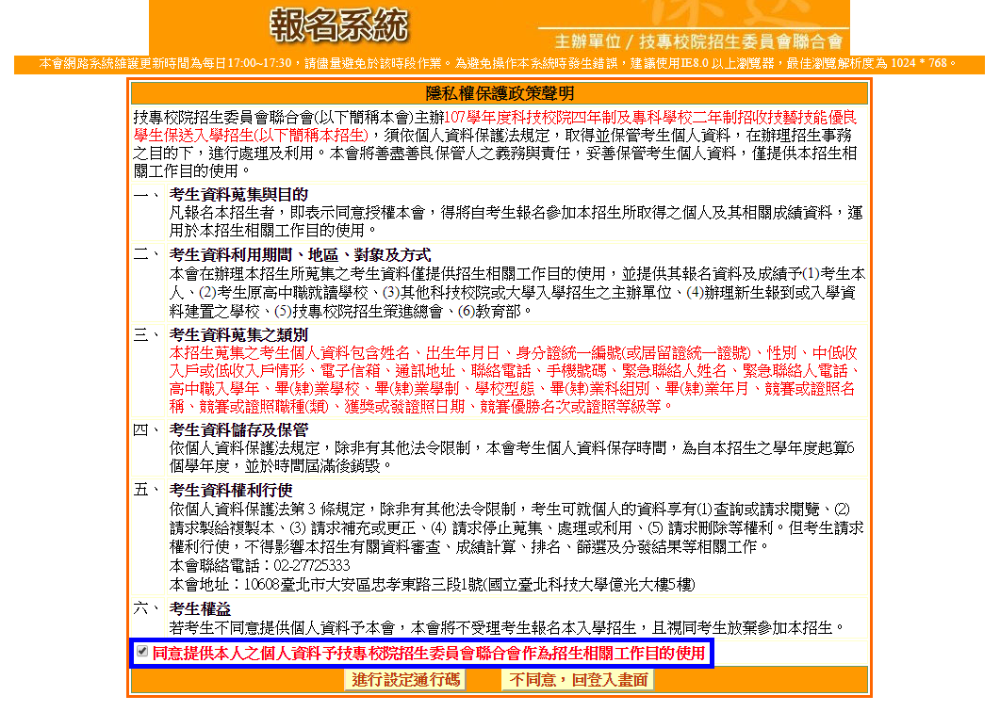 報名系統
主辦單位 / 技專校院招生委員會聯合會
本會網路系統維護更新時間為每日17:00~17:30，請儘量避免於該時段作業。為避免操作本系統時發生錯誤，建議使用IE8.0 以上瀏覽器，最佳瀏覽解析度為 1024 * 768。
隱私權保護政策聲明
技專校院招生委員會聯合會(以下簡稱本會)主辦107學年度科技校院四年制及專科學校二年制招收技藝技能優良
學生保送入學招生(以下簡稱本招生)，須依個人資料保護法規定，取得並保管考生個人資料，在辦理招生事務
之目的下，進行處理及利用。本會將善盡善良保管人之義務與責任，妥善保管考生個人資料，僅提供本招生相
關工作目的使用。
一、 考生資料蒐集與目的
凡報名本招生者，即表示同意授權本會，得將自考生報名參加本招生所取得之個人及其相關成績資料，運
用於本招生相關工作目的使用。
二、 考生資料利用期間、地區、對象及方式
本會在辦理本招生所蒐集之考生資料僅提供招生相關工作目的使用，並提供其報名資料及成績予(1)考生本
人、(2)考生原高中職就讀學校、(3)其他科技校院或大學入學招生之主辦單位、(4)辦理新生報到或入學資
料建置之學校、(5)技專校院招生策進總會、(6)教育部。
三、 考生資料蒐集之類別
本招生蒐集之考生個人資料包含姓名、出生年月日、身分證統一編號(或居留證統一證號)、性別、中低收
入戶或低收入戶情形、電子信箱、通訊地址、聯絡電話、手機號碼、緊急聯絡人姓名、緊急聯絡人電話、
高中職入學年、畢(肄)業學校、畢(肄)業學制、學校型態、畢(肄)業科組別、畢(肄)業年月、競賽或證照名
稱、競賽或證照職種(類)、獲獎或發證照日期、競賽優勝名次或證照等級等。
四、 考生資料儲存及保管
依個人資料保護法規定，除非有其他法令限制，本會考生個人資料保存時間，為自本招生之學年度起算6
個學年度，並於時間屆滿後銷毀。
五、 考生資料權利行使
依個人資料保護法第 3 條規定，除非有其他法令限制，考生可就個人的資料享有(1)查詢或請求閱覽、(2)
請求製給複製本、(3) 請求補充或更正、(4) 請求停止蒐集、處理或利用、(5) 請求刪除等權利。但考生請求
權利行使，不得影響本招生有關資料審查、成績計算、排名、篩選及分發結果等相關工作。
本會聯絡電話：02-27725333
本會地址：10608臺北市大安區忠孝東路三段1號(國立臺北科技大學億光大樓5樓)
六、 考生權益
若考生不同意提供個人資料予本會，本會將不受理考生報名本入學招生，且視同考生放棄參加本招生。
同意提供本人之個人資料予技專校院招生委員會聯合會作為招生相關工作目的使用
進行設定通行碼 不同意，回登入畫面